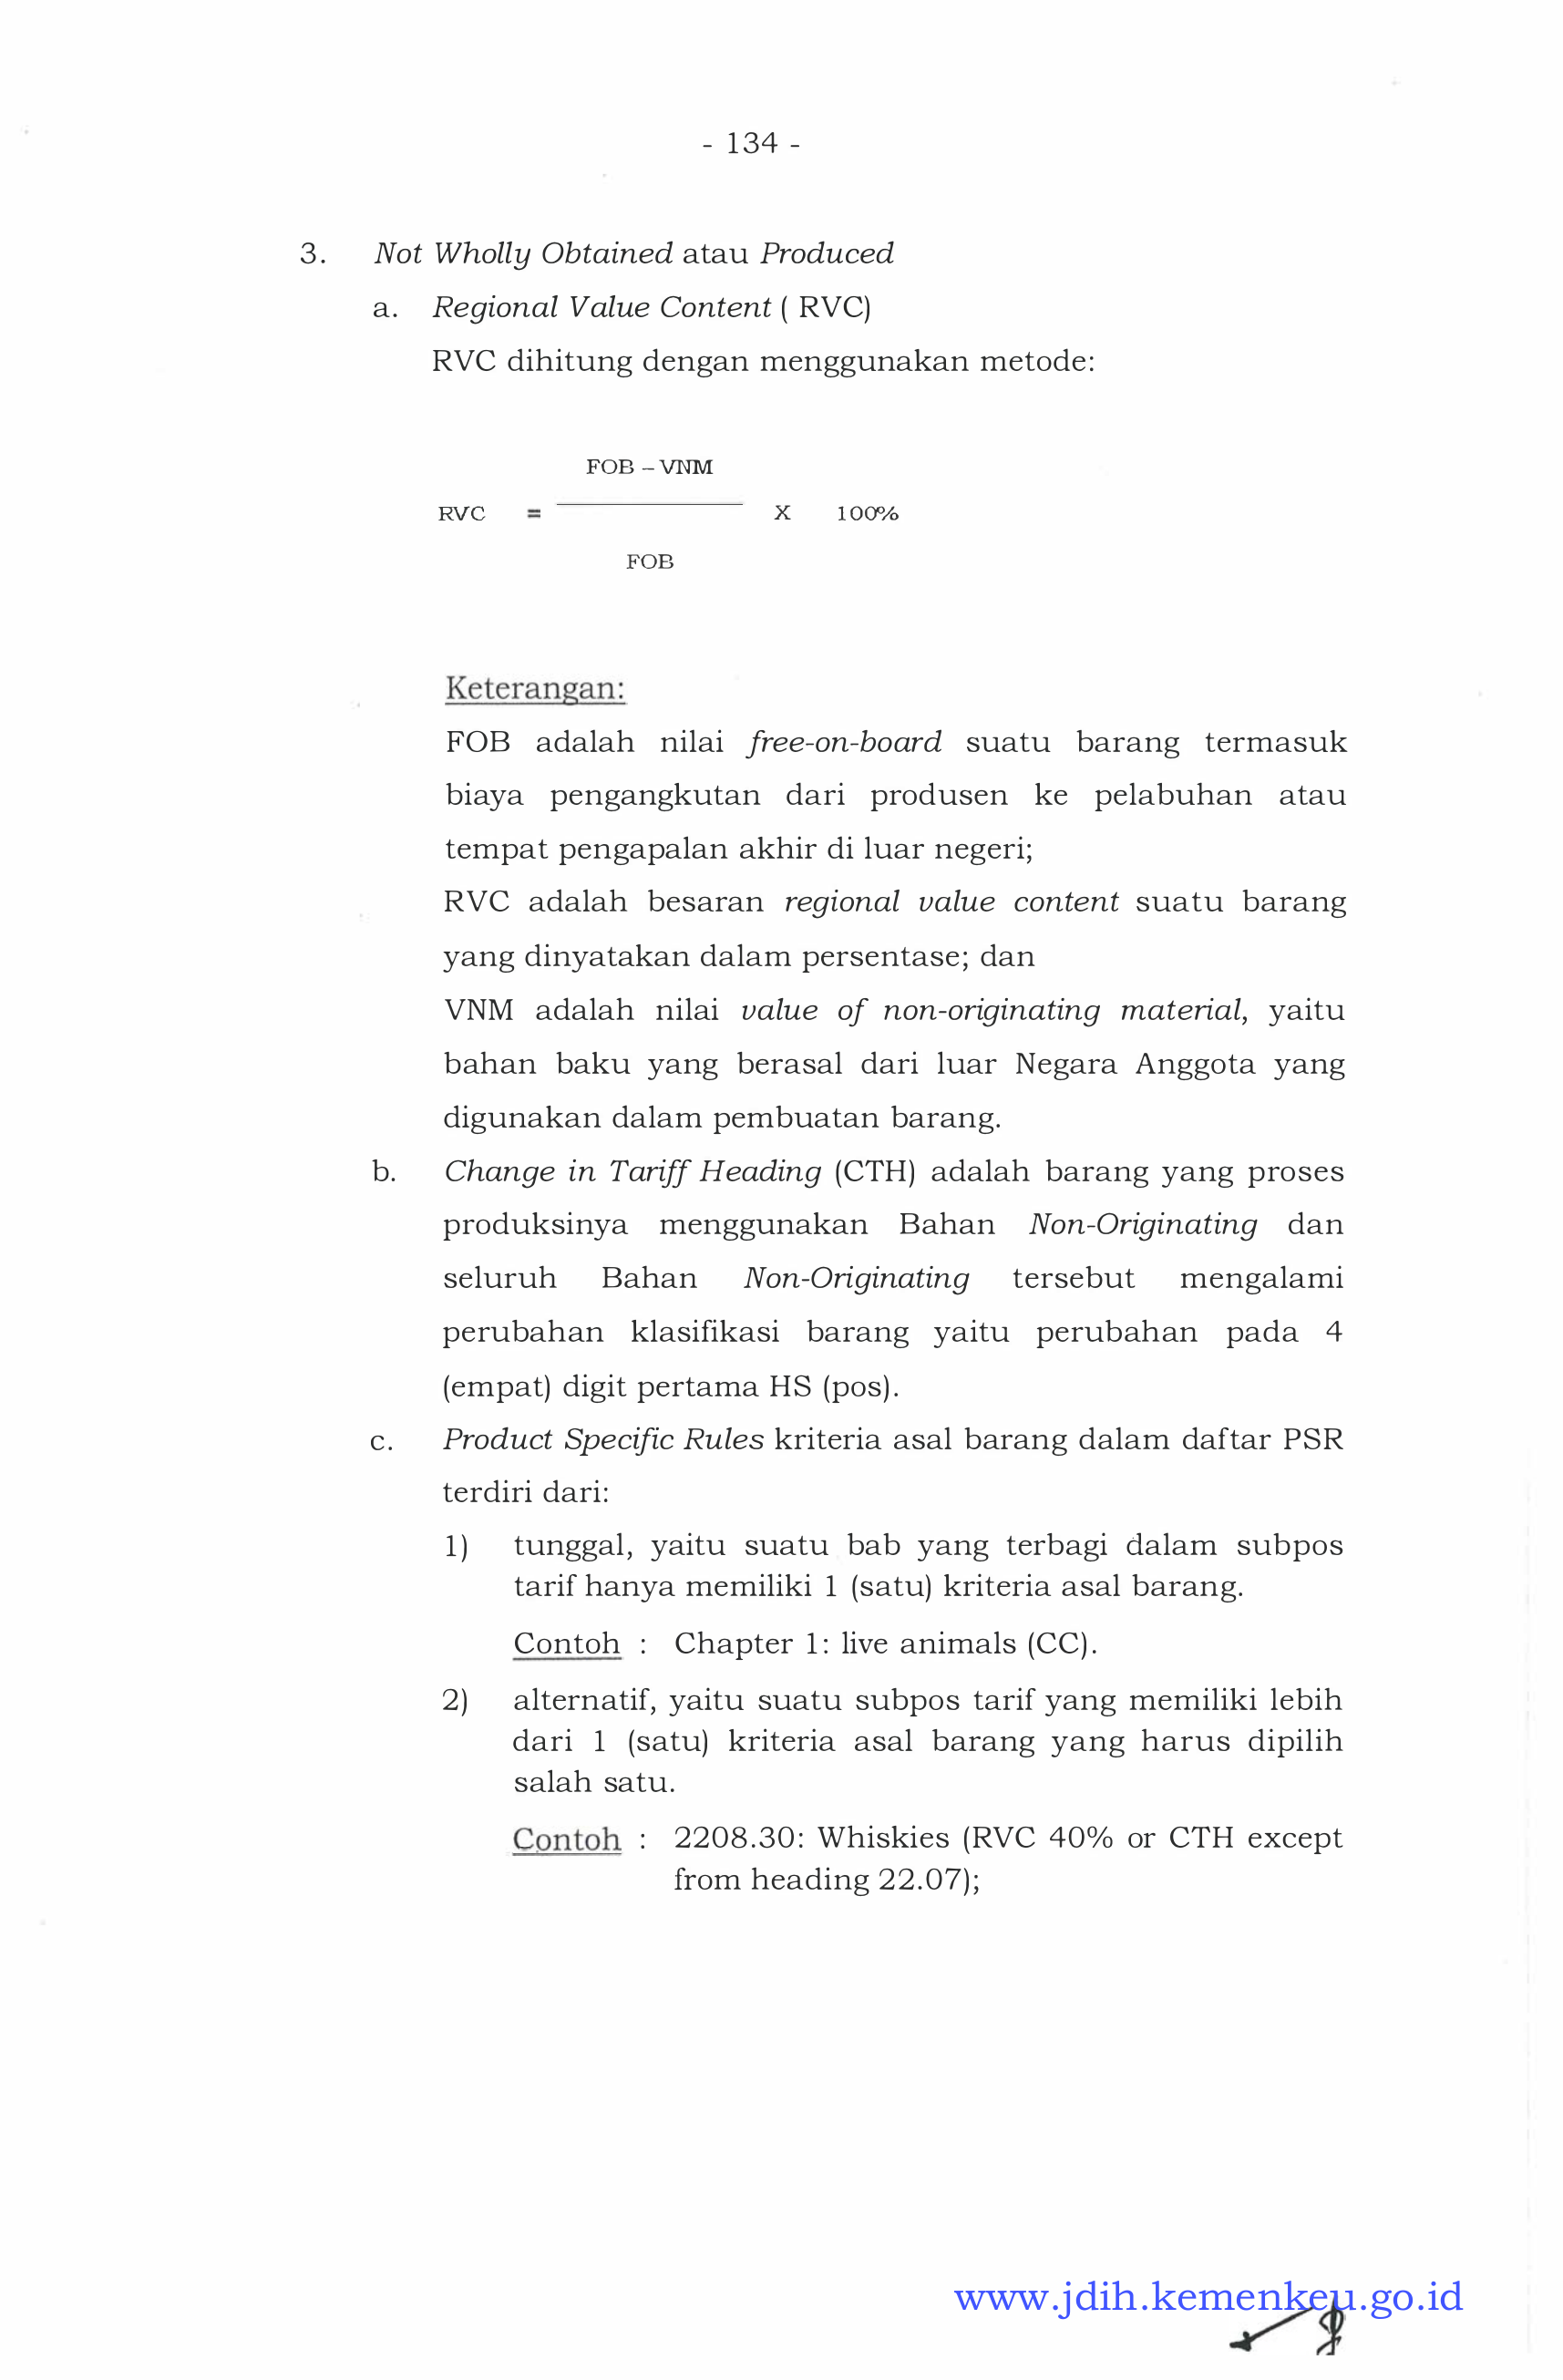 - 134 -
3. Not Wholly Obtained atau Produced
a. Regional Value Content ( RVC)
RVC dihitung dengan menggunakan metode:
FOB – VNM
RVC = X 100%
FOB
Keterangan:
FOB adalah nilai free-on-board suatu barang termasuk
biaya pengangkutan dari produsen ke pelabuhan atau
tempat pengapalan akhir di luar negeri;
RVC adalah besaran regional value content suatu barang
yang dinyatakan dalam persentase; dan
VNM adalah nilai value of non-originating material, yaitu
bahan baku yang berasal dari luar Negara Anggota yang
digunakan dalam pembuatan barang.
b. Change in Tariff Heading (CTH) adalah barang yang proses
produksinya menggunakan Bahan Non-Originating dan
seluruh Bahan Non-Originating tersebut mengalami
perubahan klasifikasi barang yaitu perubahan pada 4
(empat) digit pertama HS (pos).
c. Product Specific Rules kriteria asal barang dalam daftar PSR
terdiri dari:
1) tunggal, yaitu suatu bab yang terbagi dalam subpos
tarif hanya memiliki 1 (satu) kriteria asal barang.
Contoh : Chapter 1: live animals (CC).
2) alternatif, yaitu suatu subpos tarif yang memiliki lebih
dari 1 (satu) kriteria asal barang yang harus dipilih
salah satu.
Contoh : 2208.30: Whiskies (RVC 40% or CTH except
from heading 22.07);
www.jdih.kemenkeu.go.id